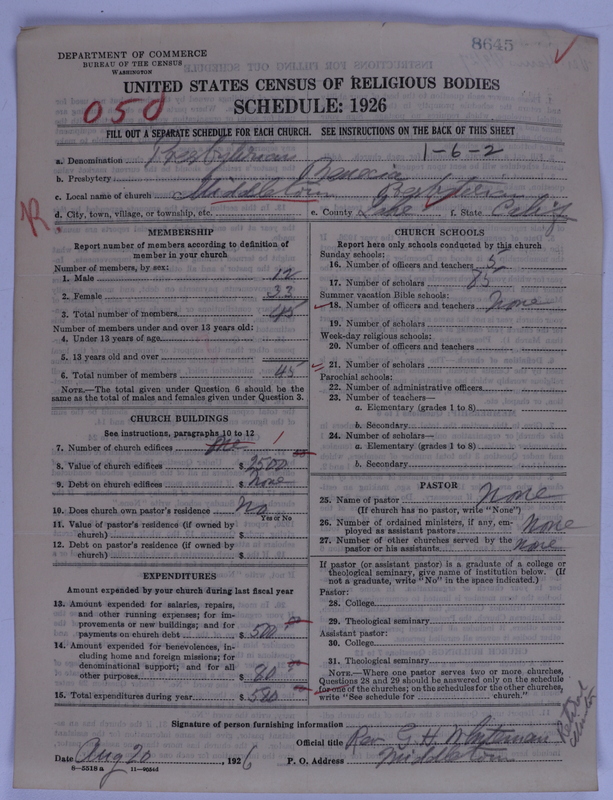 8645
DEPARTMENT OF COMMERCE
BUREAU OF THE CENSUS
WASHINGTON
UNITED STATES CENSUS OF RELIGIOUS BODIES
050
SCHEDULE: 1926
FILL OUT A SEPARATE SCHEDULE FOR EACH CHURCH. SEE INSTRUCTIONS ON THE BACK OF THIS SHEET
1-6-2
a. Denomination Presbyterian
b. Presbytery Benecia
c. Local name of church Middletown Presbyterian
R.
d. City, town, village, or township, etc. e. County Lake f. State Calif
MEMBERSHIP
Report number of members according to definition of member in your church
Number of members, by sex:
1. Male 12
2. Female 33
3. Total number of members 45
Number of members under and over 13 years old:
4. Under 13 years of age
5. 13 years old and over
6. Total number of members 45
NOTE.—The total given under Question 6 should be the same as the total of males and females given under Question 3.
CHURCH BUILDINGS
See instructions, paragraphs 10 to 12
7. Number of church edifices One 1
8. Value of church edifices $ 2500
9. Debt on church edifices $ None
10. Does church own pastor's residence No
Yes or No
11. Value of pastor's residence (if owned by church) $
12. Debt on pastor's residence (if owned by church) $
EXPENDITURES
Amount expended by your church during last fiscal year
13. Amount expended for salaries, repairs, and other running expenses; for improvements or new buildings; and for payments on church debt $ 500
14. Amount expended for benevolences, including home and foreign missions; for denominational support; and for all other purposes $ 80
15. Total expenditures during year $ 580
CHURCH SCHOOLS
Report here only schools conducted by this church
Sunday schools:
16. Number of officers and teachers 5
17. Number of scholars 85
Summer vacation Bible schools:
18. Number of officers and teachers None
19. Number of scholars
Week-day religious schools:
20. Number of officers and teachers
21. Number of scholars
Parochial schools:
22. Number of administrative officers
23. Number of teachers—
a. Elementary (grades 1 to 8)
b. Secondary
24. Number of scholars—
a. Elementary (grades 1 to 8)
b. Secondary
PASTOR
25. Name of pastor None
(If church has no pastor, write "None")
26. Number of ordained ministers, if any, employed as assistant pastors None
27. Number of other churches served by the pastor or his assistants None
If pastor (or assistant pastor) is a graduate of a college or theological seminary, give name of institution below. (If not a graduate, write "No" in the space indicated.)
Pastor:
28. College
29. Theological seminary
Assistant pastor:
30. College
31. Theological seminary
NOTE.—Where one pastor serves two or more churches, Questions 28 and 29 should be answered only on the schedule for one of the churches; on the schedules for the other churches, write "See schedule for church."
Signature of person furnishing information
Official title Rev G. H. Whiteman
Date Aug 20, 1926 P. O. Address Middletown
8-5518 a